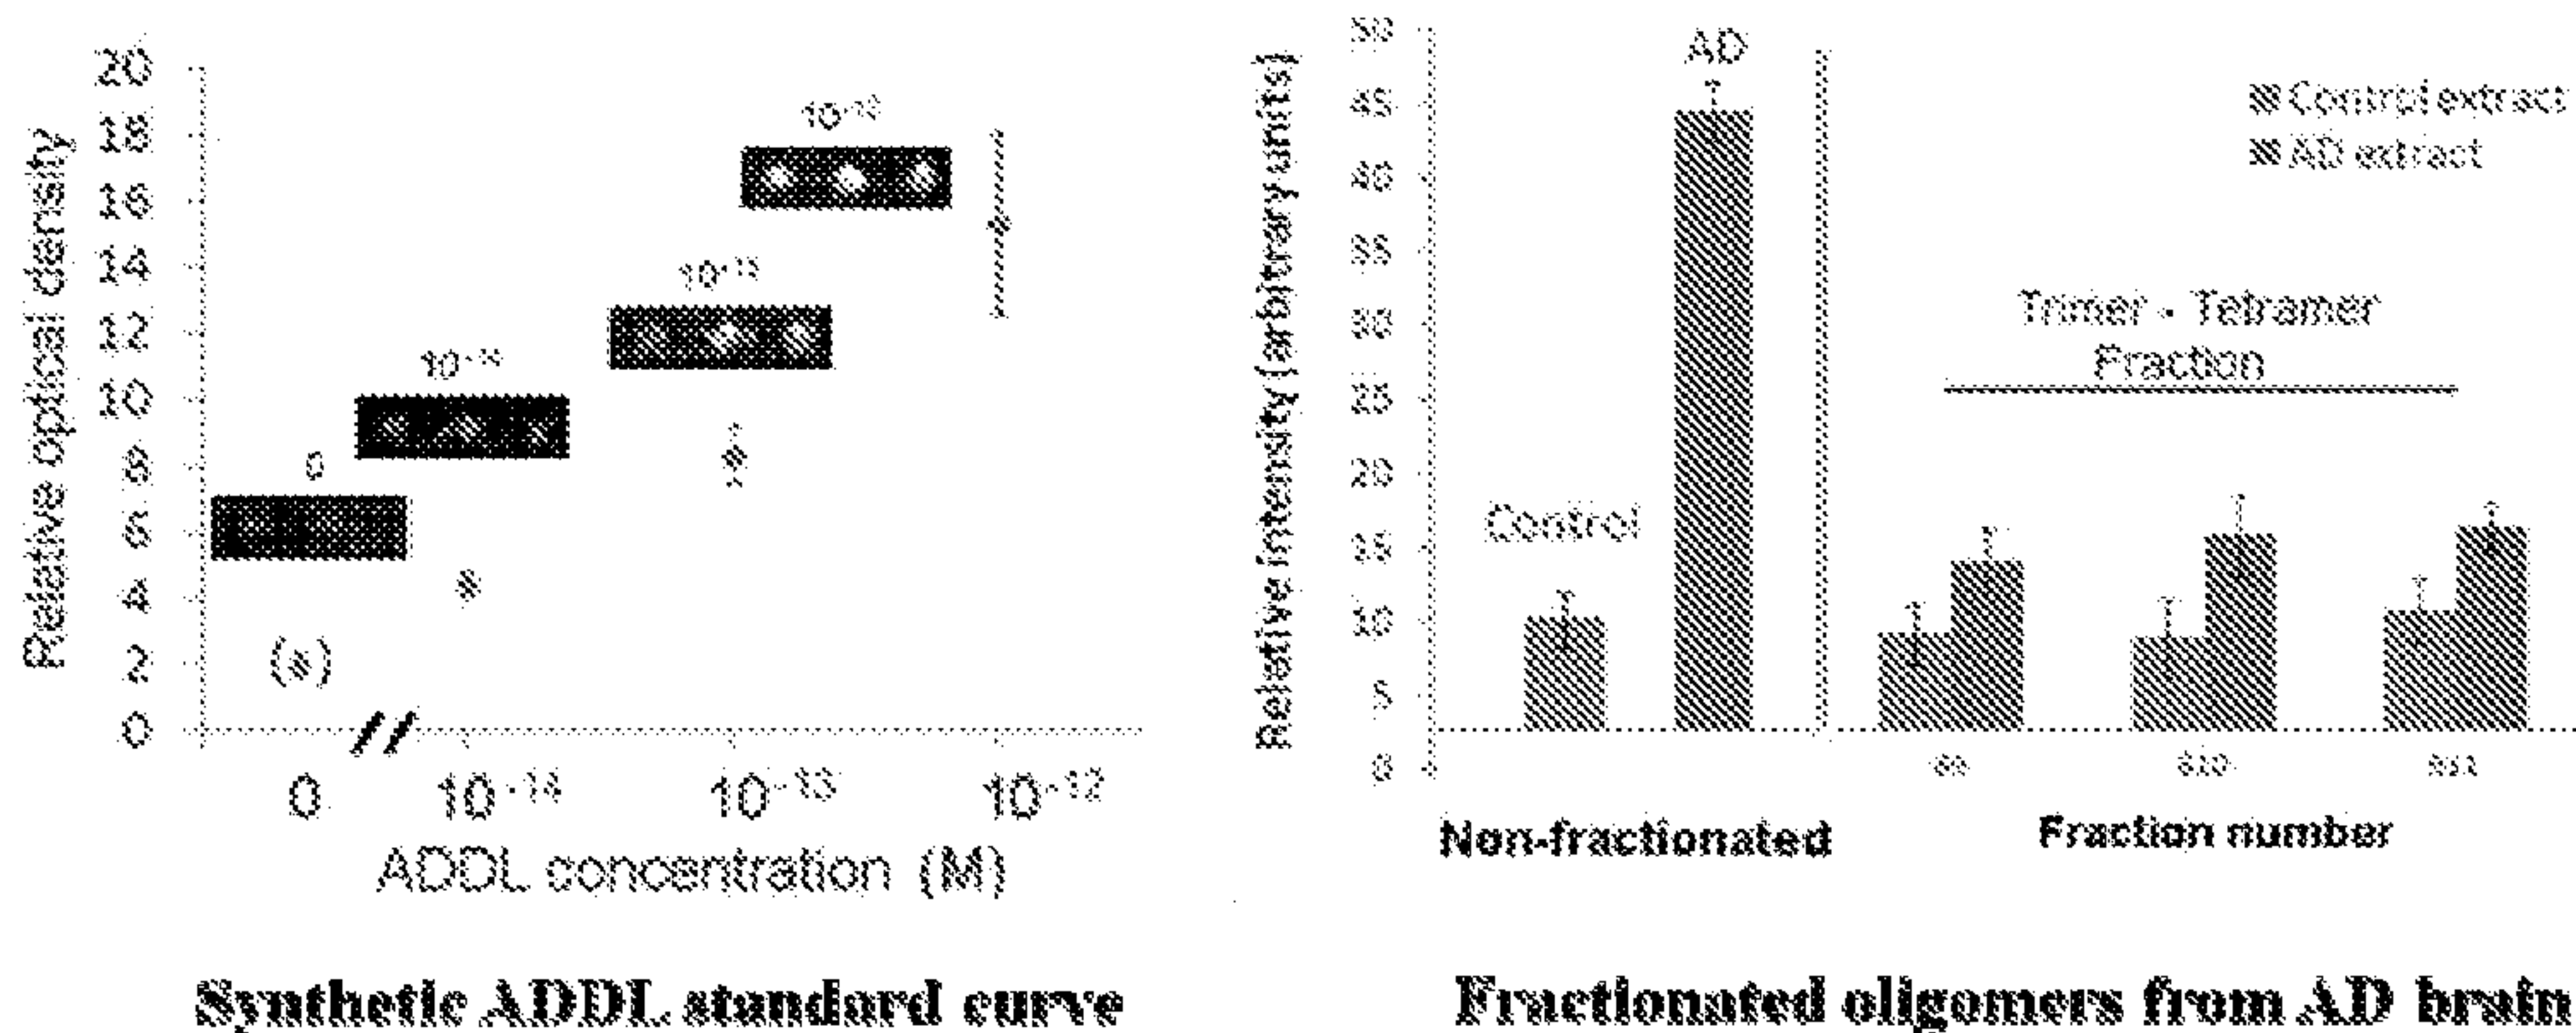 Relative optical density
20
18
16
14
12
10
8
6
4
2
0
0
(a)
0
10-14
10-13
10-12
ADDL concentration (M)
Synthetic ADDL standard curve
Relative intensity (arbitrary units)
50
45
40
35
30
25
20
15
10
5
0
Control
AD
Control extract
AD extract
Trimer - Tetramer
Fraction
Non-fractionated
Fraction number
Fractionated oligomers from AD brain